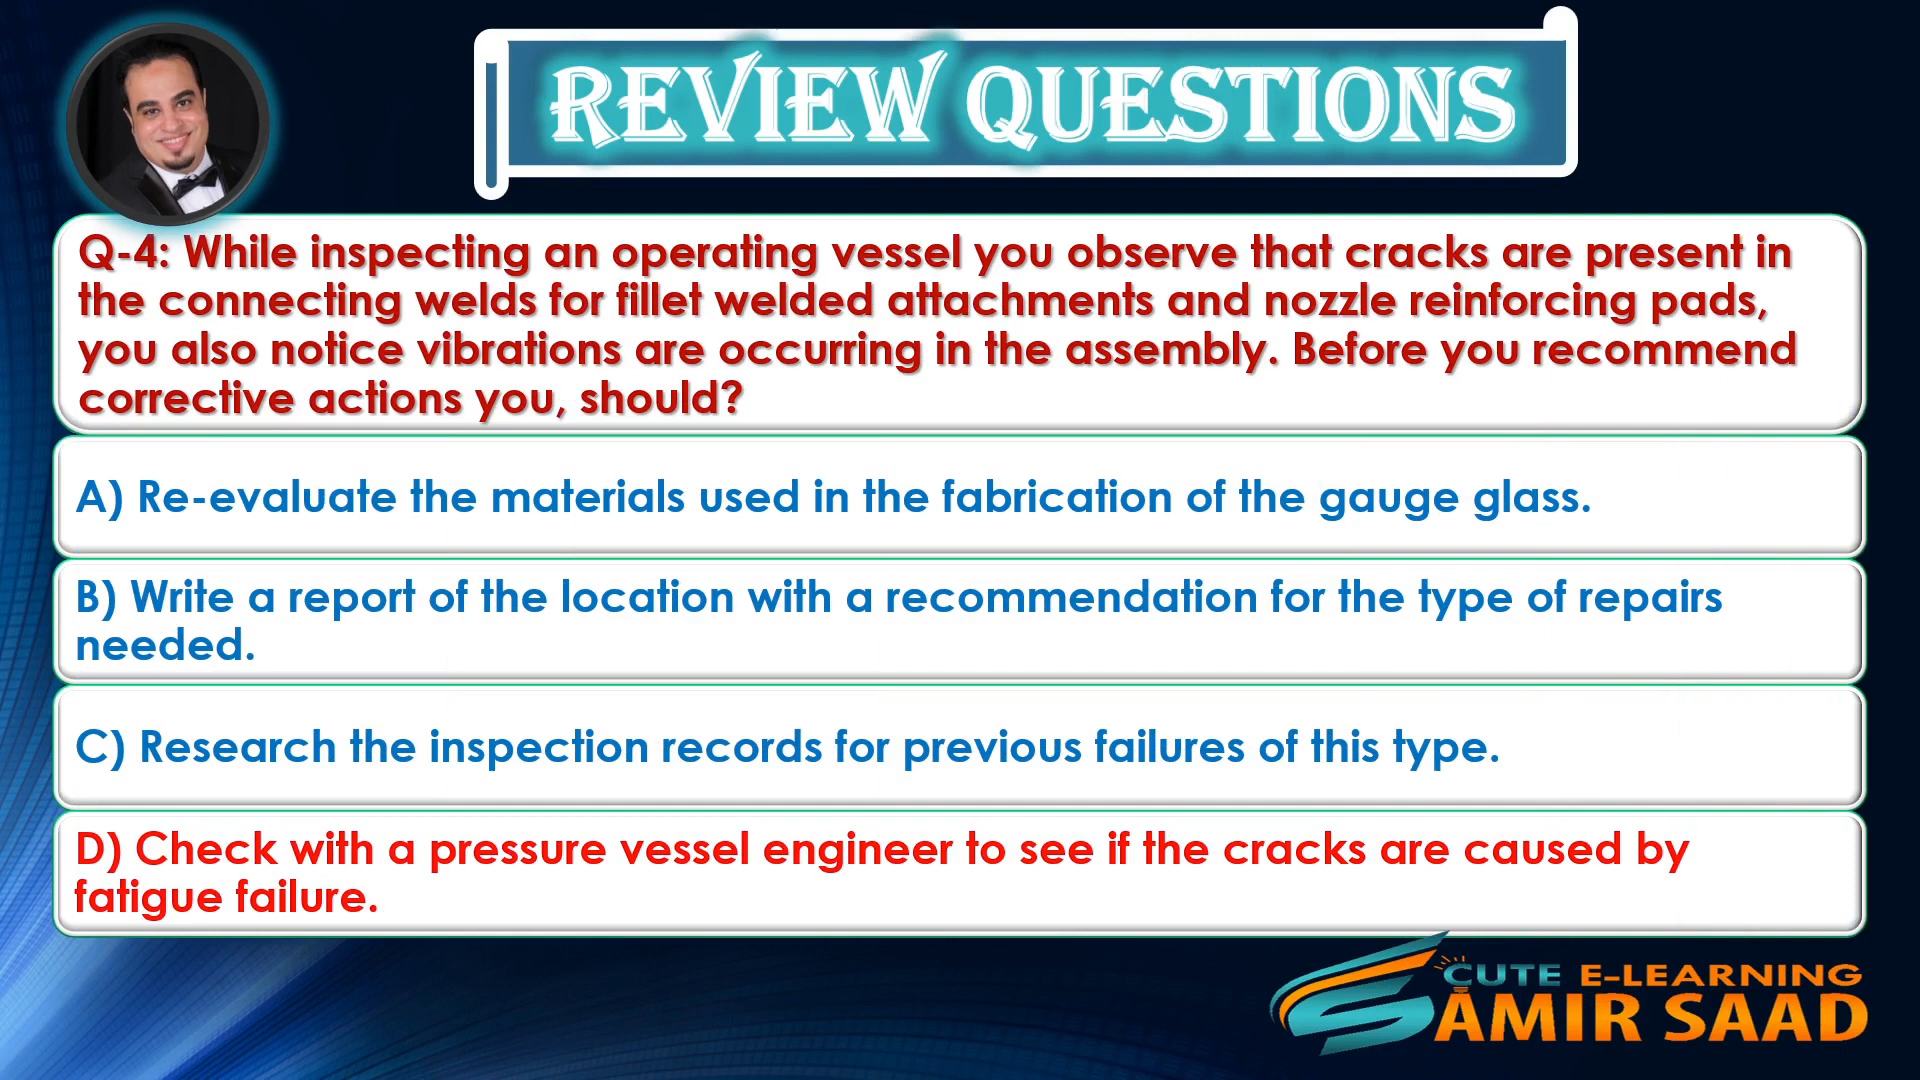 REVIEW QUESTIONS
Q-4: While inspecting an operating vessel you observe that cracks are present in
the connecting welds for fillet welded attachments and nozzle reinforcing pads,
you also notice vibrations are occurring in the assembly. Before you recommend
corrective actions you, should?
A) Re-evaluate the materials used in the fabrication of the gauge glass.
B) Write a report of the location with a recommendation for the type of repairs
needed.
C) Research the inspection records for previous failures of this type.
D) Check with a pressure vessel engineer to see if the cracks are caused by
fatigue failure.
CUTE E-LEARNING
AMIR SAAD